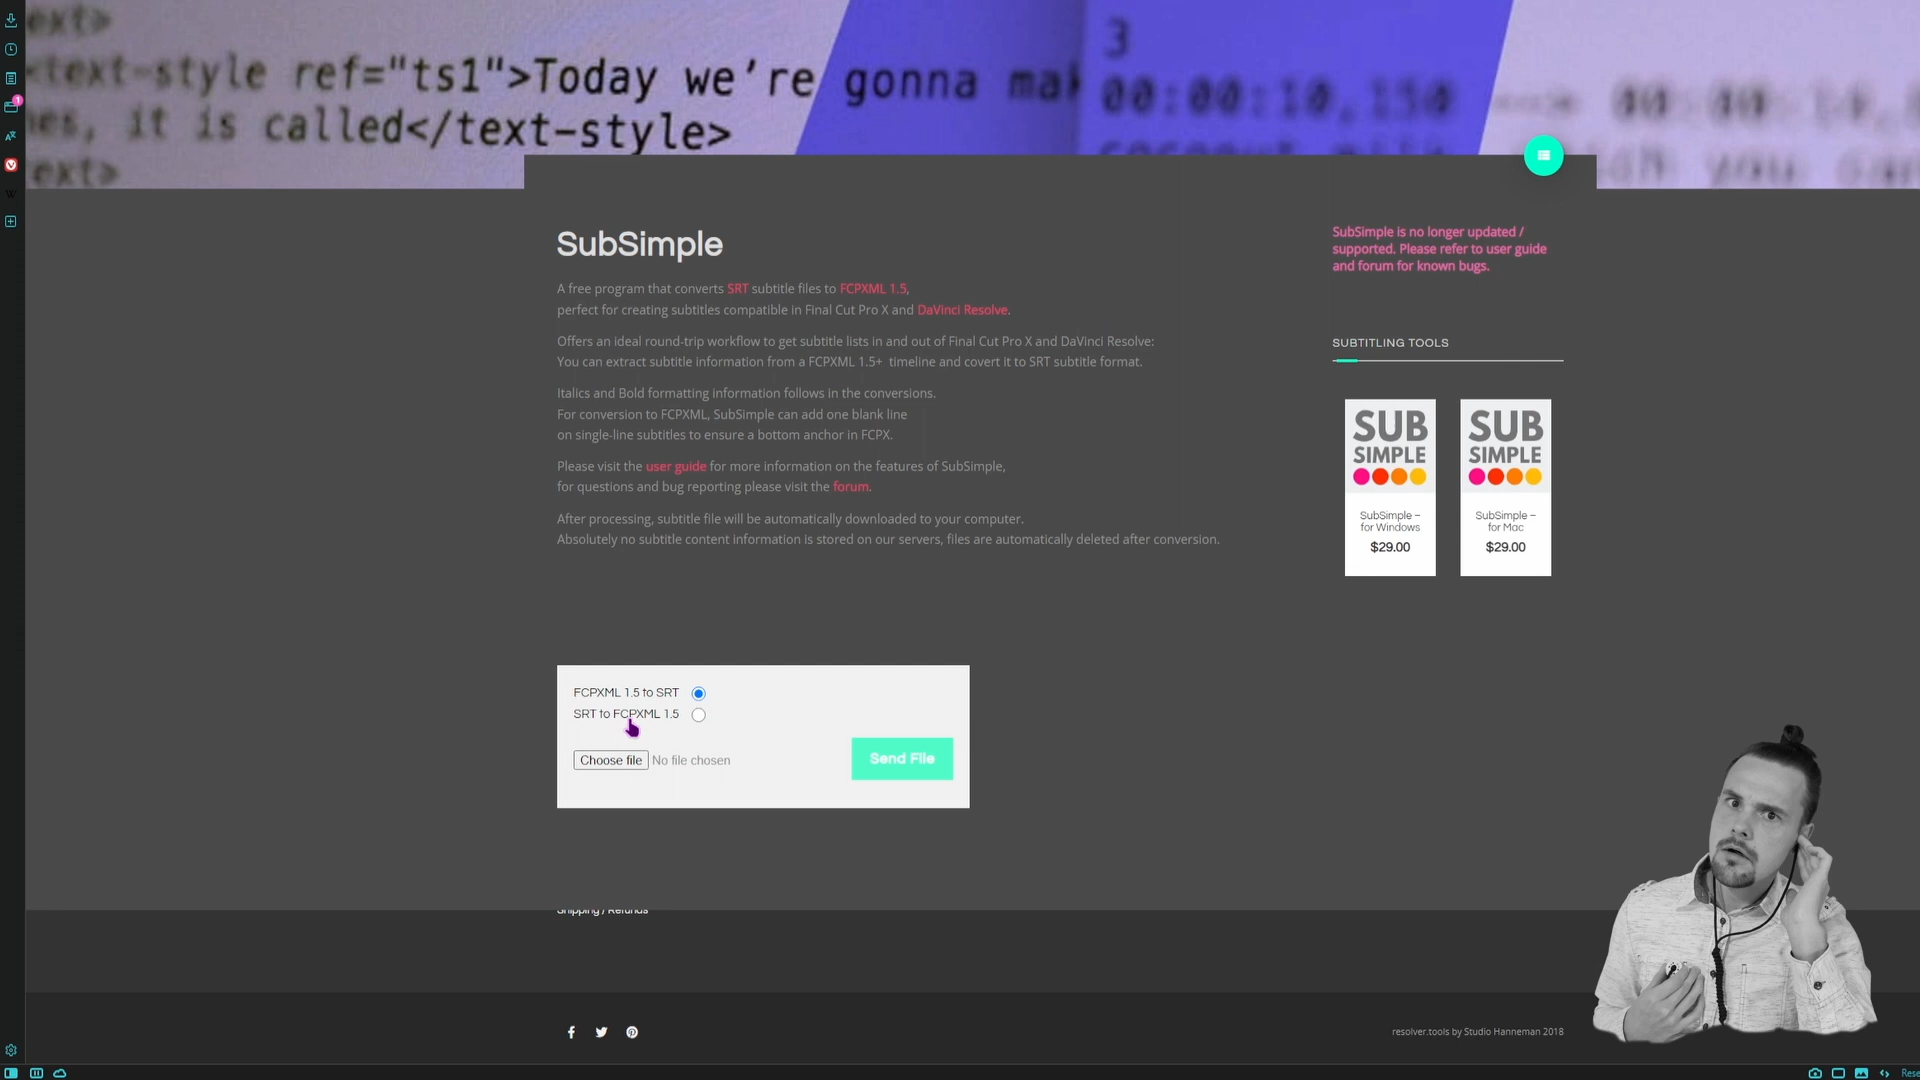 ext>
<text-style ref="ts1">Today we're gonna mak
es, it is called</text-style>
ext>
3
00:00:10,150
coconut milk
SubSimple
A free program that converts SRT subtitle files to FCPXML 1.5,
perfect for creating subtitles compatible in Final Cut Pro X and DaVinci Resolve.
Offers an ideal round-trip workflow to get subtitle lists in and out of Final Cut Pro X and DaVinci Resolve:
You can extract subtitle information from a FCPXML 1.5+ timeline and covert it to SRT subtitle format.
Italics and Bold formatting information follows in the conversions.
For conversion to FCPXML, SubSimple can add one blank line
on single-line subtitles to ensure a bottom anchor in FCPX.
Please visit the user guide for more information on the features of SubSimple,
for questions and bug reporting please visit the forum.
After processing, subtitle file will be automatically downloaded to your computer.
Absolutely no subtitle content information is stored on our servers, files are automatically deleted after conversion.
SubSimple is no longer updated /
supported. Please refer to user guide
and forum for known bugs.
SUBTITLING TOOLS
SUB
SIMPLE
SubSimple –
for Windows
$29.00
SUB
SIMPLE
SubSimple –
for Mac
$29.00
FCPXML 1.5 to SRT
SRT to FCPXML 1.5
Choose file No file chosen
Send File
Shipping / Refunds
resolver.tools by Studio Hanneman 2018
Rese
1
W